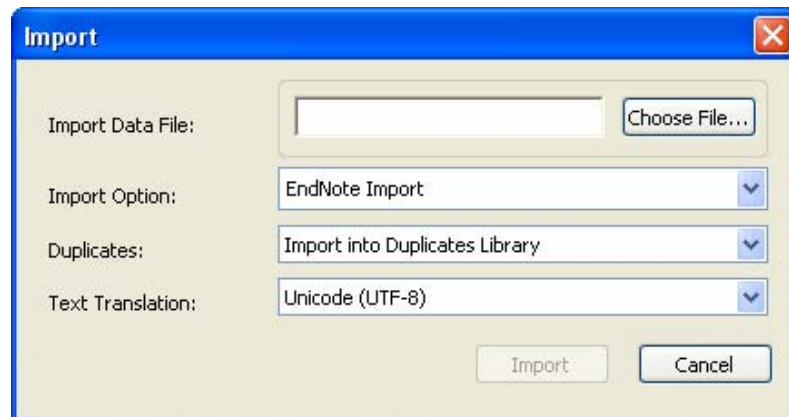 Import
Import Data File:
Choose File...
Import Option:
EndNote Import
Duplicates:
Import into Duplicates Library
Text Translation:
Unicode (UTF-8)
Import
Cancel